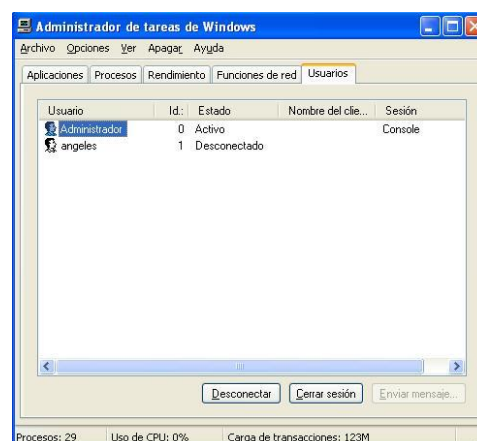 Administrador de tareas de Windows
Archivo Opciones Ver Apagar Ayuda
Aplicaciones Procesos Rendimiento Funciones de red Usuarios
Usuario Id.: Estado Nombre del clie... Sesión
Administrador 0 Activo Console
angeles 1 Desconectado
Desconectar Cerrar sesión Enviar mensaje...
Procesos: 29 Uso de CPU: 0% Carga de transacciones: 123M